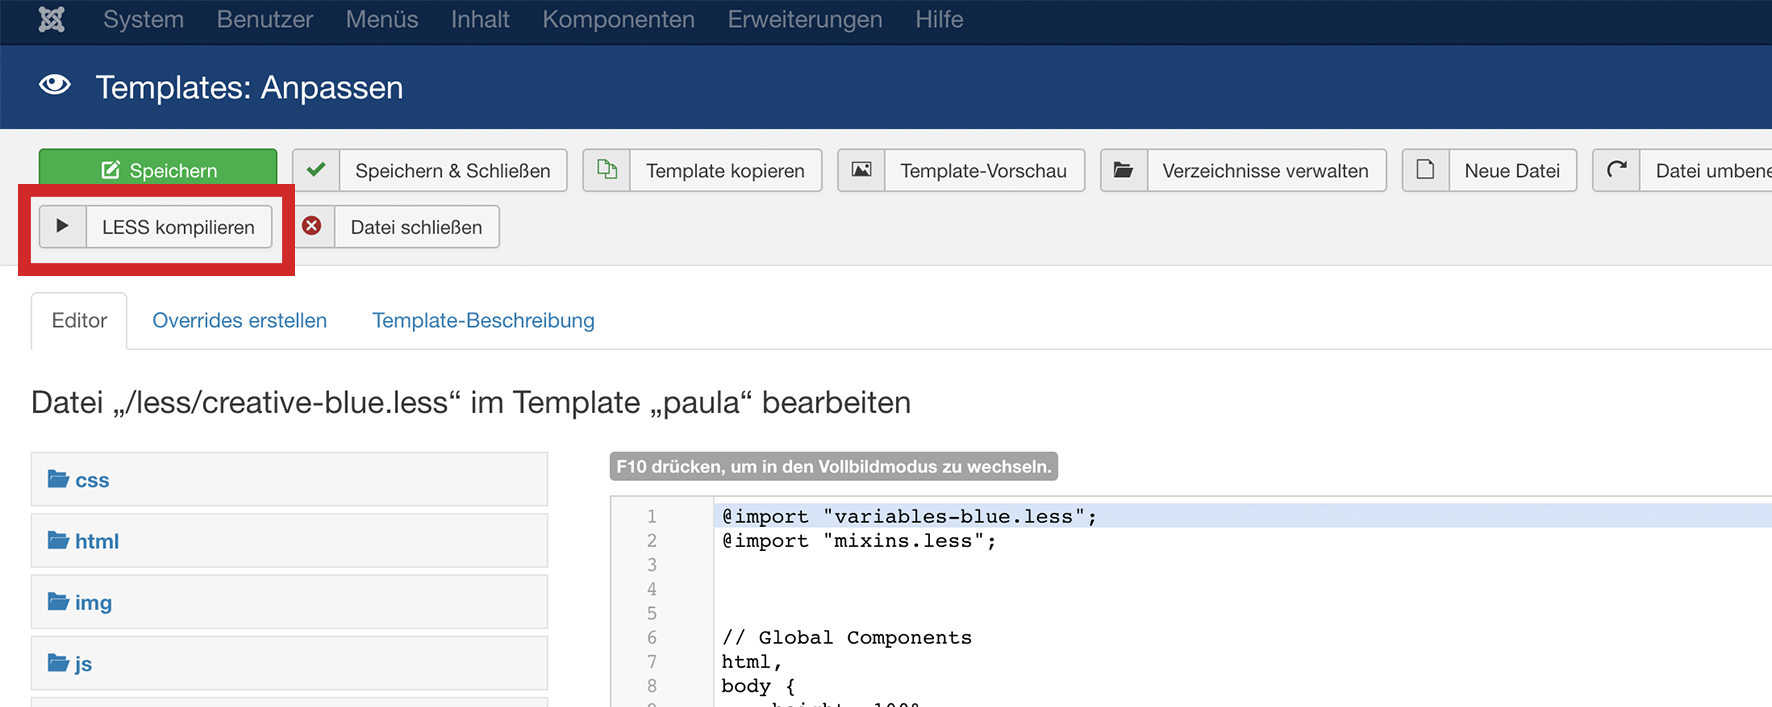 System Benutzer Menüs Inhalt Komponenten Erweiterungen Hilfe
Templates: Anpassen
Speichern Speichern & Schließen Template kopieren Template-Vorschau Verzeichnisse verwalten Neue Datei Datei umbene
LESS kompilieren Datei schließen
Editor Overrides erstellen Template-Beschreibung
Datei „/less/creative-blue.less“ im Template „paula“ bearbeiten
css
html
img
js
F10 drücken, um in den Vollbildmodus zu wechseln.
1 @import "variables-blue.less";
2 @import "mixins.less";
3
4
5
6 // Global Components
7 html,
8 body {